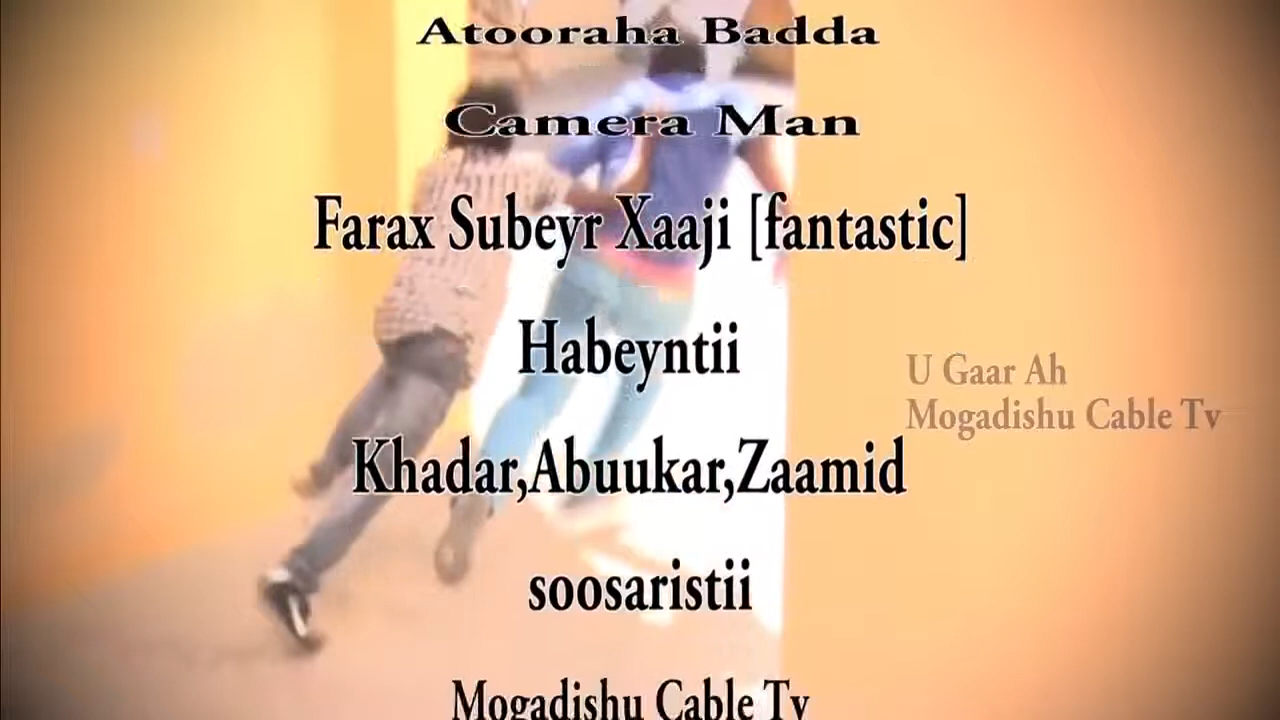 Atooraha Badda
Camera Man
Farax Subeyr Xaaji [fantastic]
Habeyntii
U Gaar Ah
Mogadishu Cable Tv
Khadar,Abuukar,Zaamid
soosaristii
Mogadishu Cable Tv